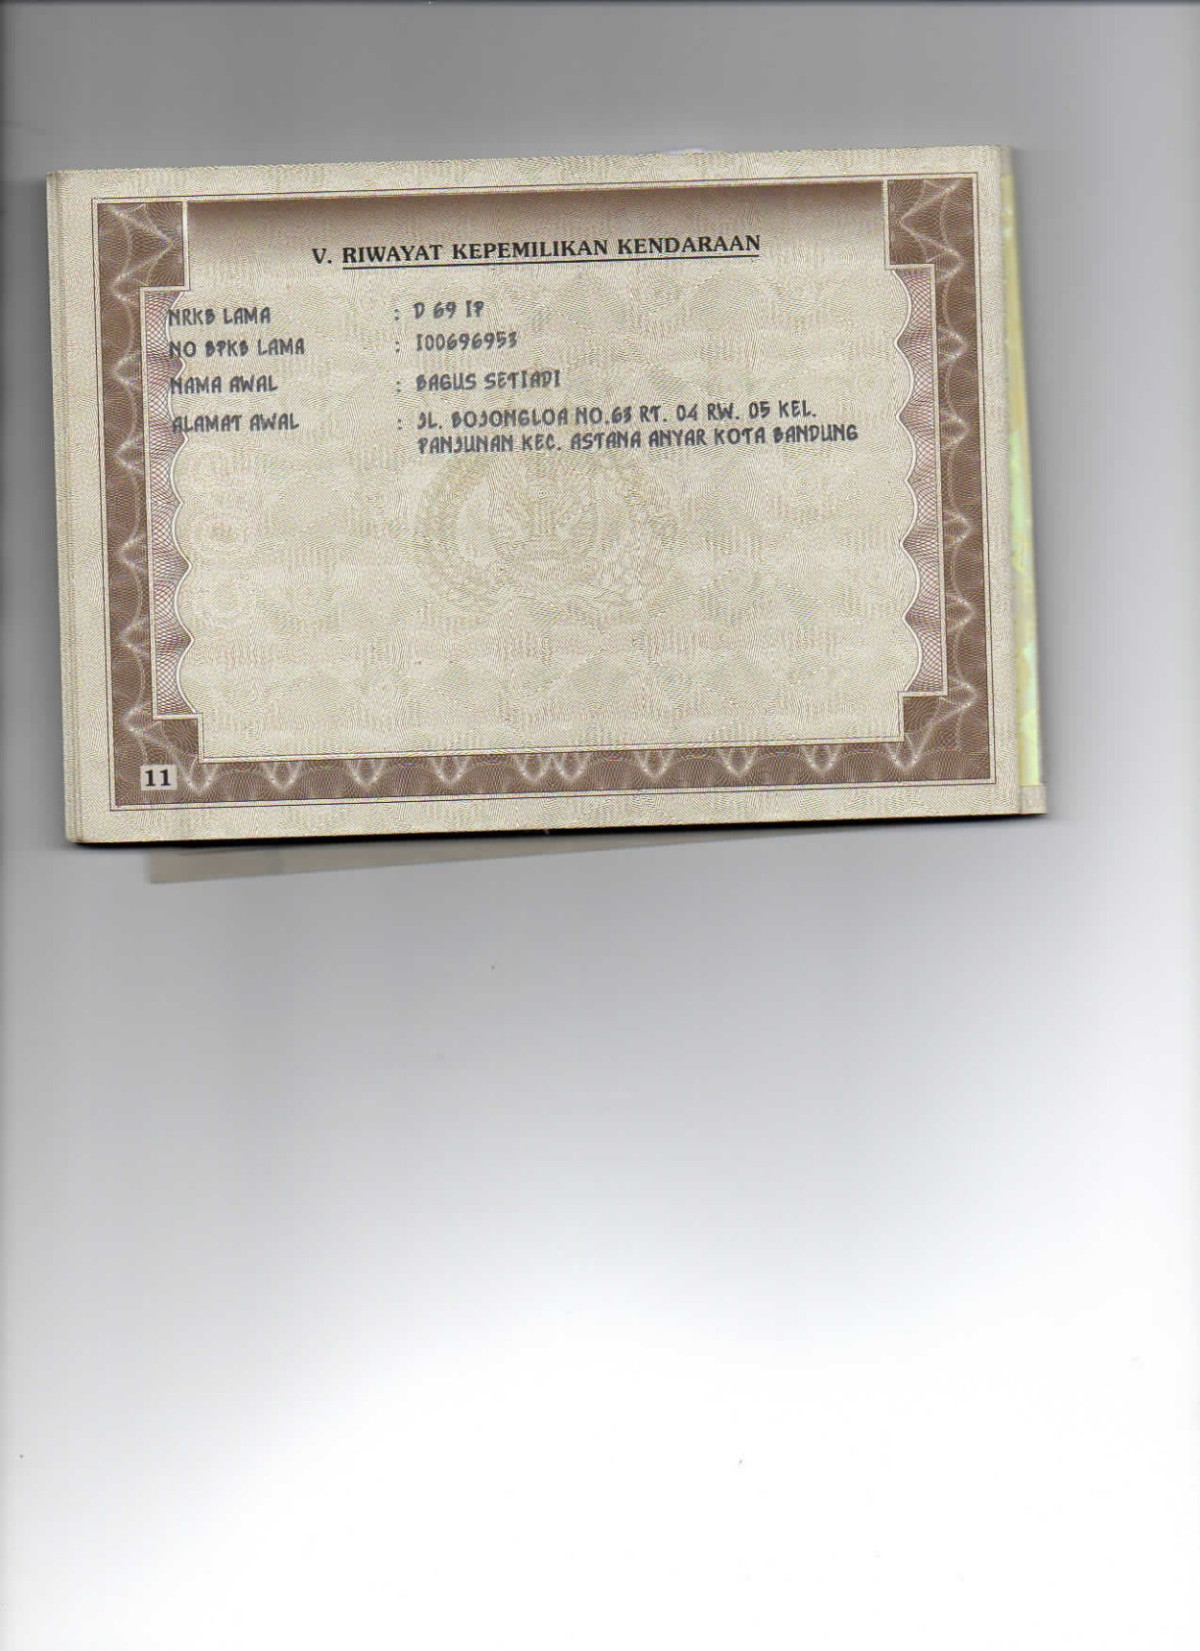 V. RIWAYAT KEPEMILIKAN KENDARAAN
NRKB LAMA : D 69 IP
NO BPKB LAMA : I00696953
NAMA AWAL : BAGUS SETIADI
ALAMAT AWAL : JL. BOJONGLOA NO.63 RT. 04 RW. 05 KEL.
PANJUNAN KEC. ASTANA ANYAR KOTA BANDUNG
11